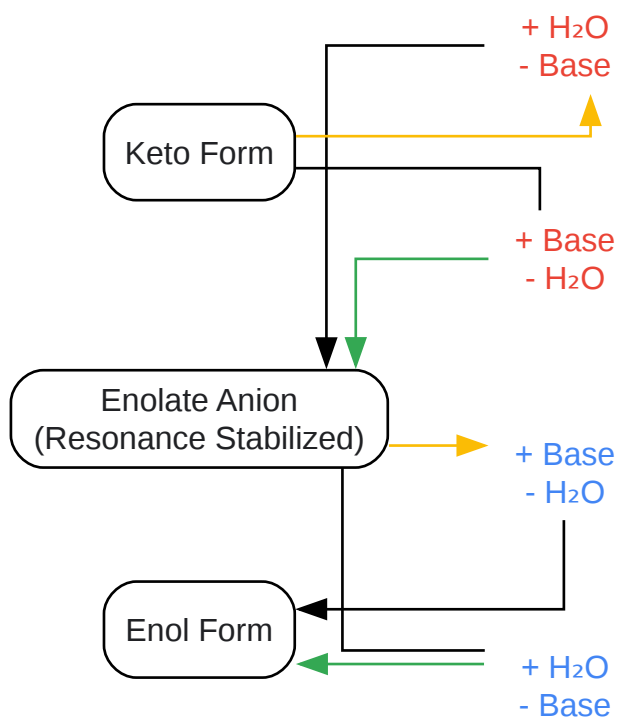 + H₂O
- Base
Keto Form
+ Base
- H₂O
Enolate Anion
(Resonance Stabilized)
+ Base
- H₂O
Enol Form
+ H₂O
- Base